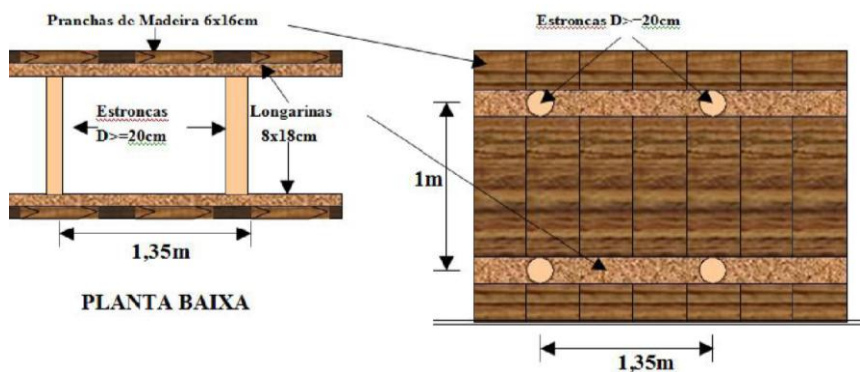 Pranchas de Madeira 6x16cm
Estroncas D>=20cm
Estroncas
D>=20cm
Longarinas
8x18cm
1m
1,35m
PLANTA BAIXA
1,35m